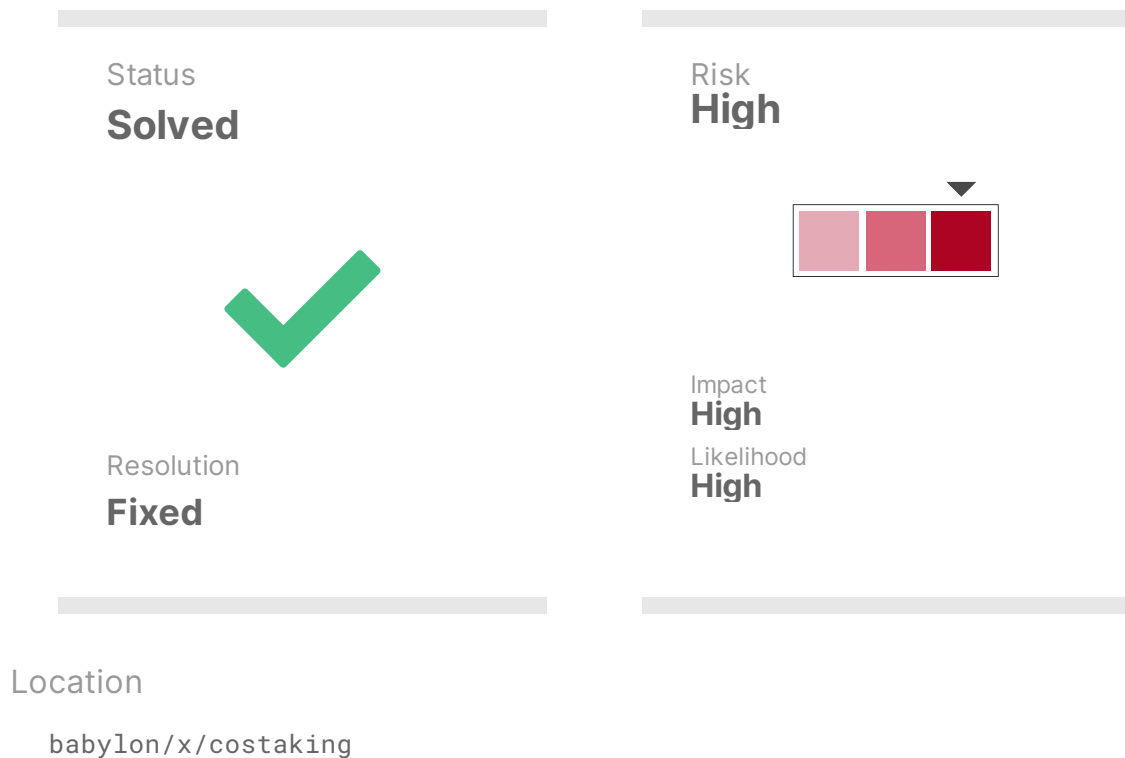 Status
Solved
Resolution
Fixed
Risk
High
Impact
High
Likelihood
High
Location
babylon/x/costaking